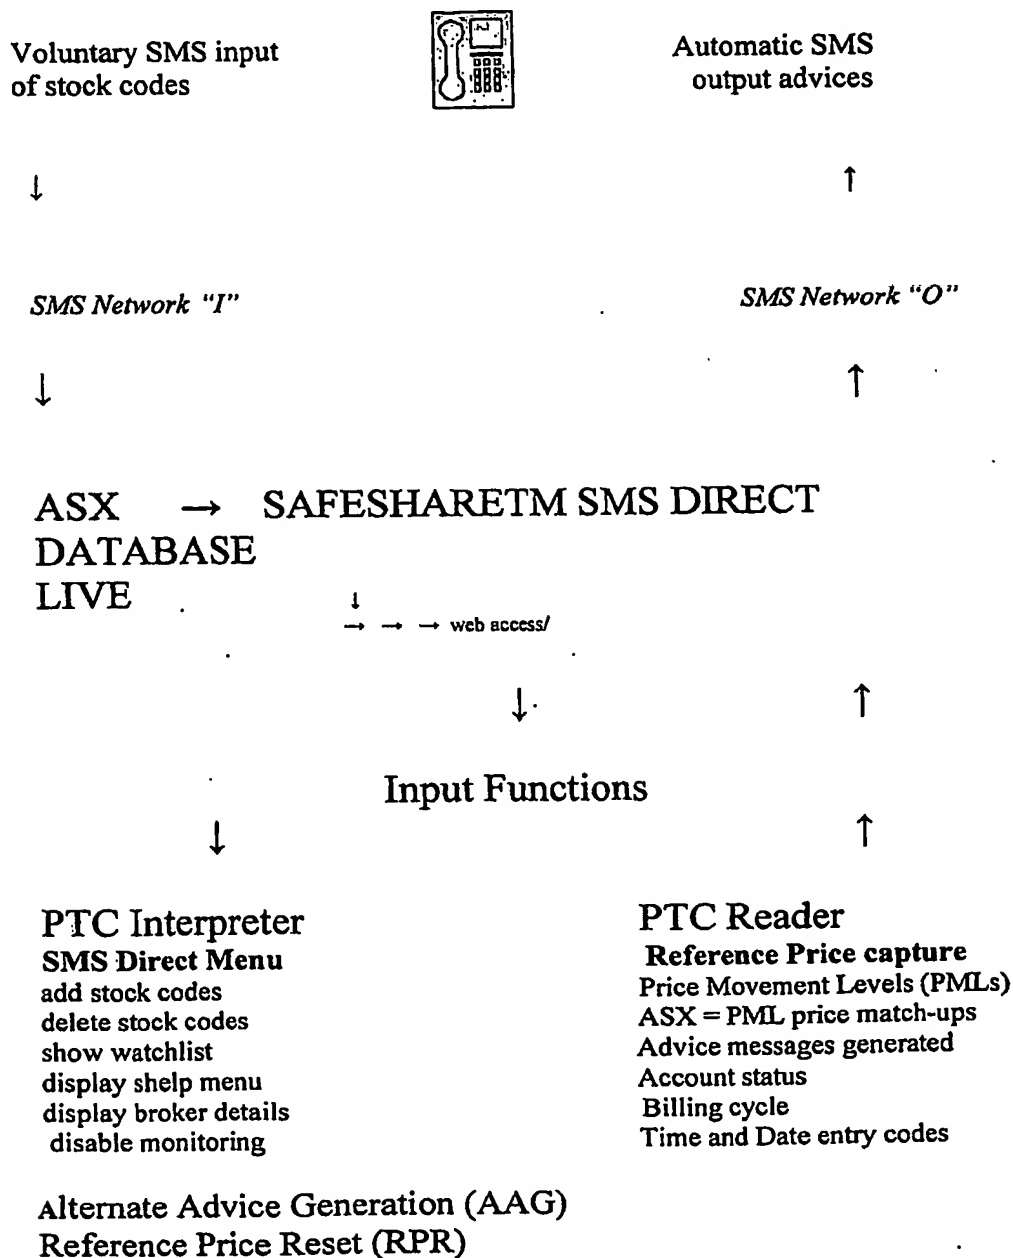 Voluntary SMS input
of stock codes
Automatic SMS
output advices
↓
↑
SMS Network "I"
SMS Network "O"
↓
↑
ASX → SAFESHARETM SMS DIRECT
DATABASE
LIVE
↓
→ → → web access/
↓
↑
Input Functions
↓
↑
PTC Interpreter
SMS Direct Menu
add stock codes
delete stock codes
show watchlist
display shelp menu
display broker details
disable monitoring
PTC Reader
Reference Price capture
Price Movement Levels (PMLs)
ASX = PML price match-ups
Advice messages generated
Account status
Billing cycle
Time and Date entry codes
Alternate Advice Generation (AAG)
Reference Price Reset (RPR)